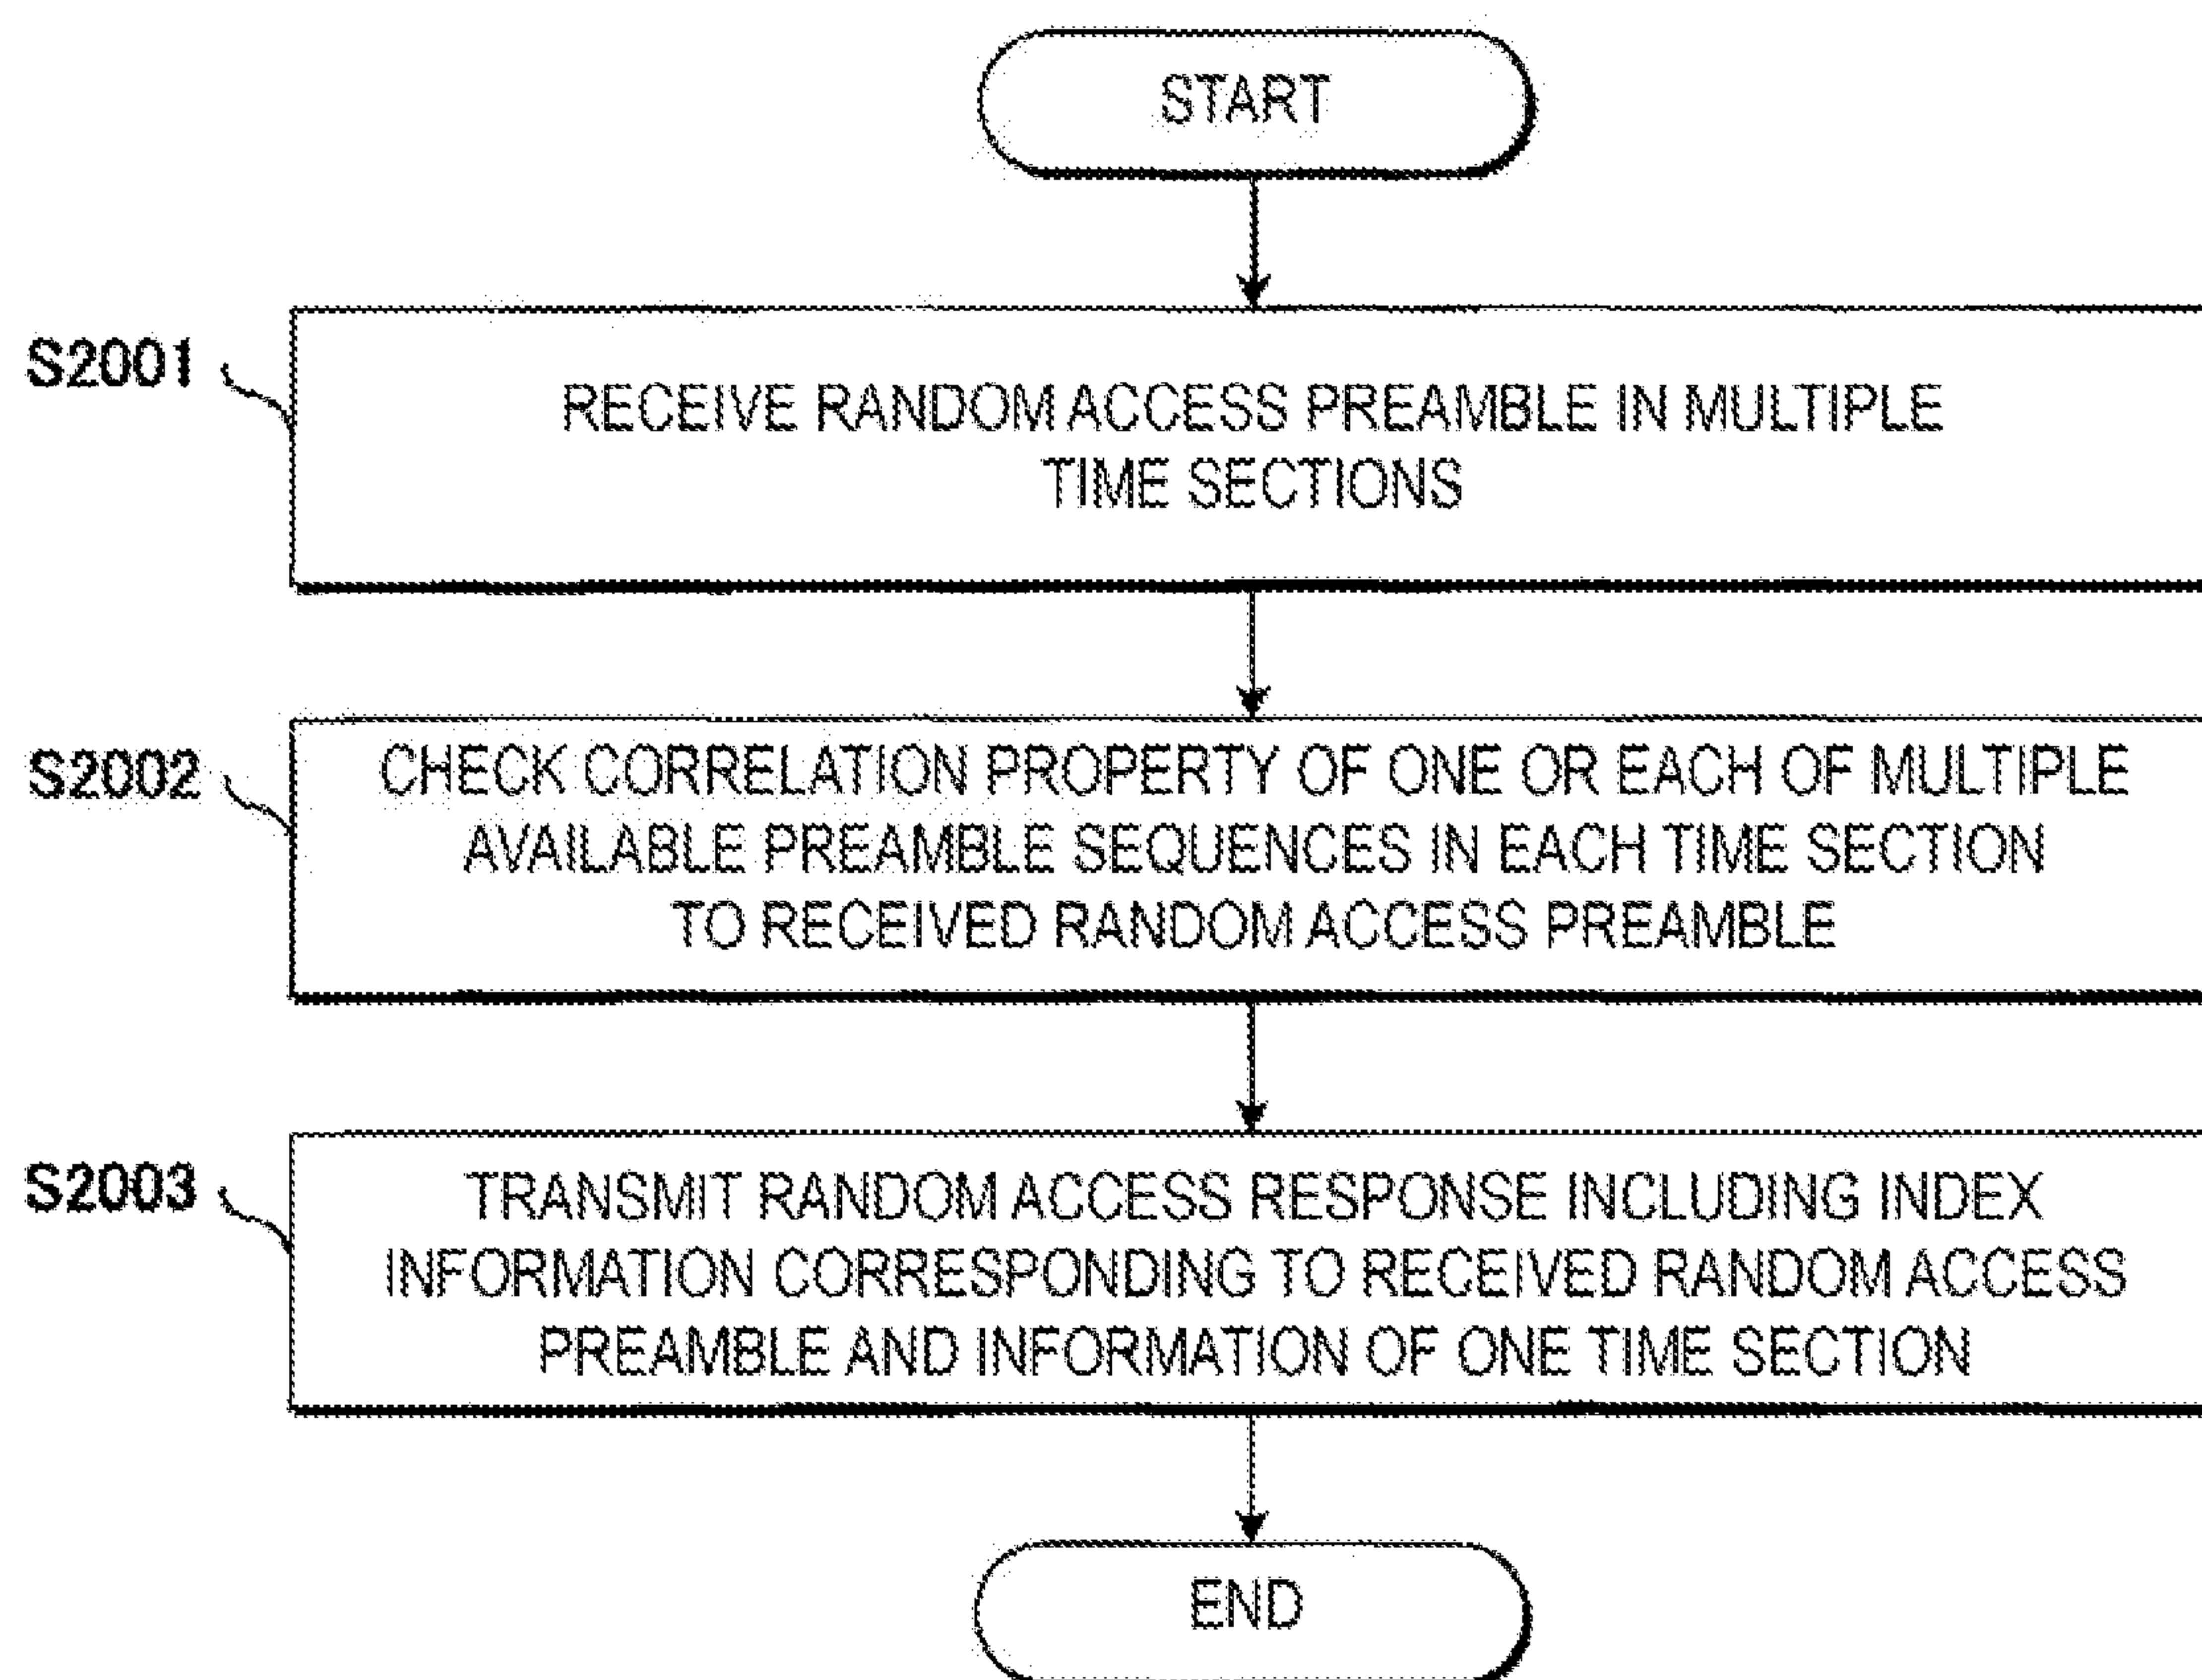 START
S2001
RECEIVE RANDOM ACCESS PREAMBLE IN MULTIPLE
TIME SECTIONS
S2002
CHECK CORRELATION PROPERTY OF ONE OR EACH OF MULTIPLE
AVAILABLE PREAMBLE SEQUENCES IN EACH TIME SECTION
TO RECEIVED RANDOM ACCESS PREAMBLE
S2003
TRANSMIT RANDOM ACCESS RESPONSE INCLUDING INDEX
INFORMATION CORRESPONDING TO RECEIVED RANDOM ACCESS
PREAMBLE AND INFORMATION OF ONE TIME SECTION
END